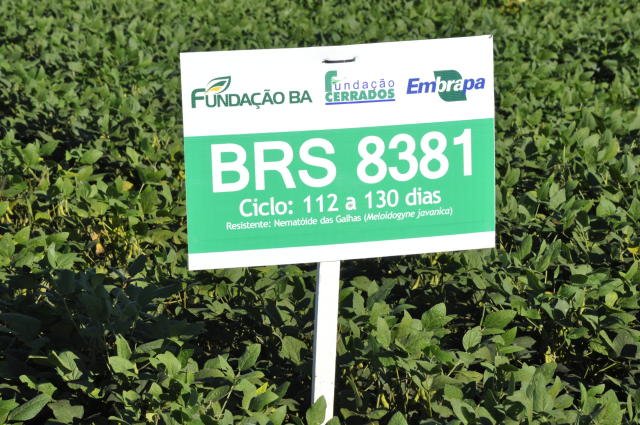 FUNDAÇÃO BA
Fundação
CERRADOS
Embrapa
BRS 8381
Ciclo: 112 a 130 dias
Resistente: Nematóide das Galhas (Meloidogyne javanica)